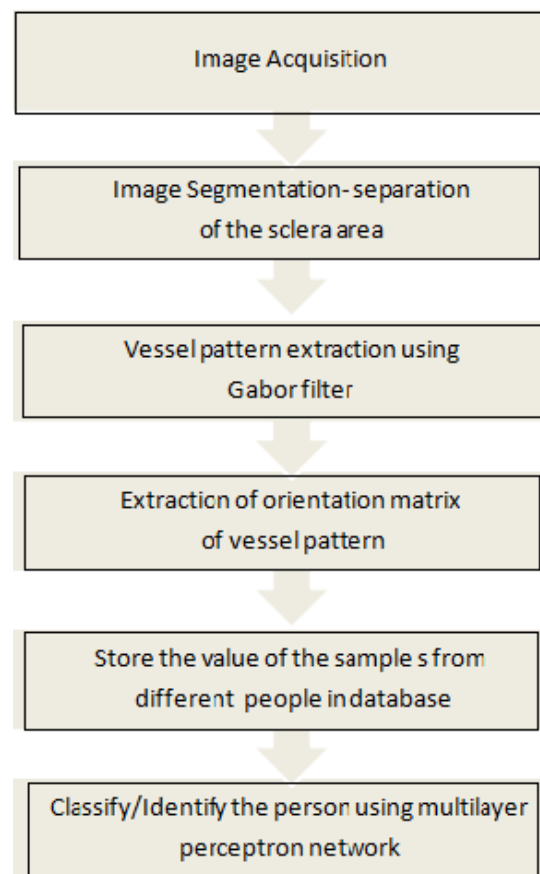 Image Acquisition
Image Segmentation- separation
of the sclera area
Vessel pattern extraction using
Gabor filter
Extraction of orientation matrix
of vessel pattern
Store the value of the sample s from
different people in database
Classify/Identify the person using multilayer
perceptron network